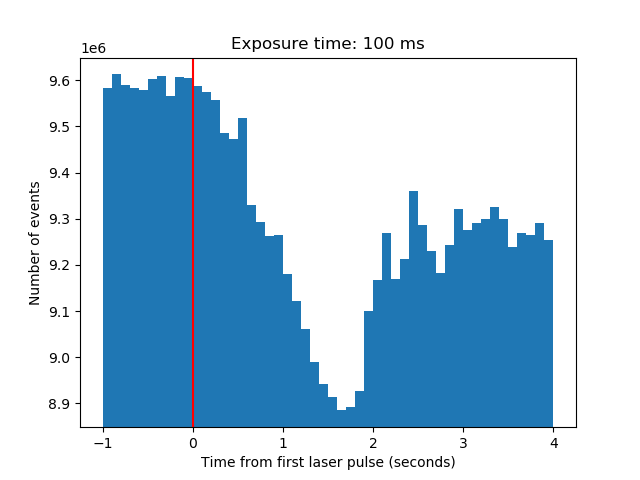 Exposure time: 100 ms
1e6
9.6
9.5
9.4
9.3
9.2
9.1
9.0
8.9
Number of events
−1 0 1 2 3 4
Time from first laser pulse (seconds)